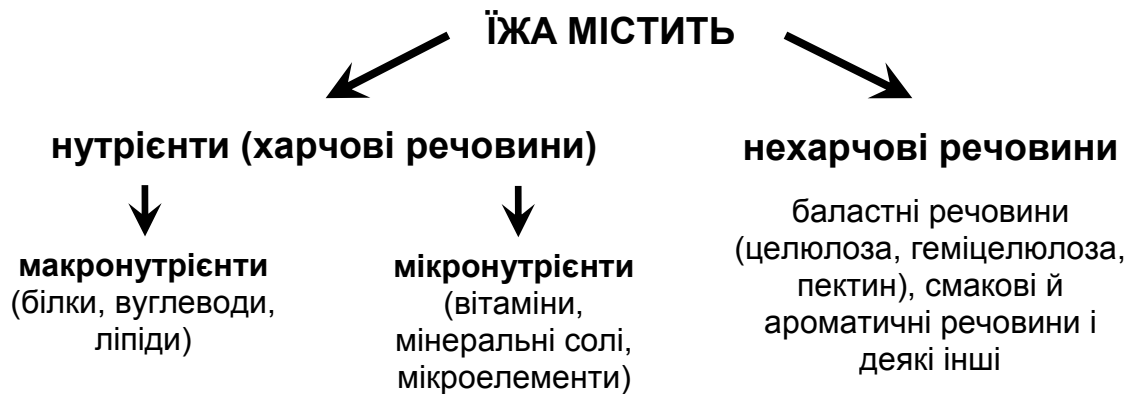 ЇЖА МІСТИТЬ
нутрієнти (харчові речовини)
нехарчові речовини
макронутрієнти
(білки, вуглеводи,
ліпіди)
мікронутрієнти
(вітаміни,
мінеральні солі,
мікроелементи)
баластні речовини
(целюлоза, геміцелюлоза,
пектин), смакові й
ароматичні речовини і
деякі інші